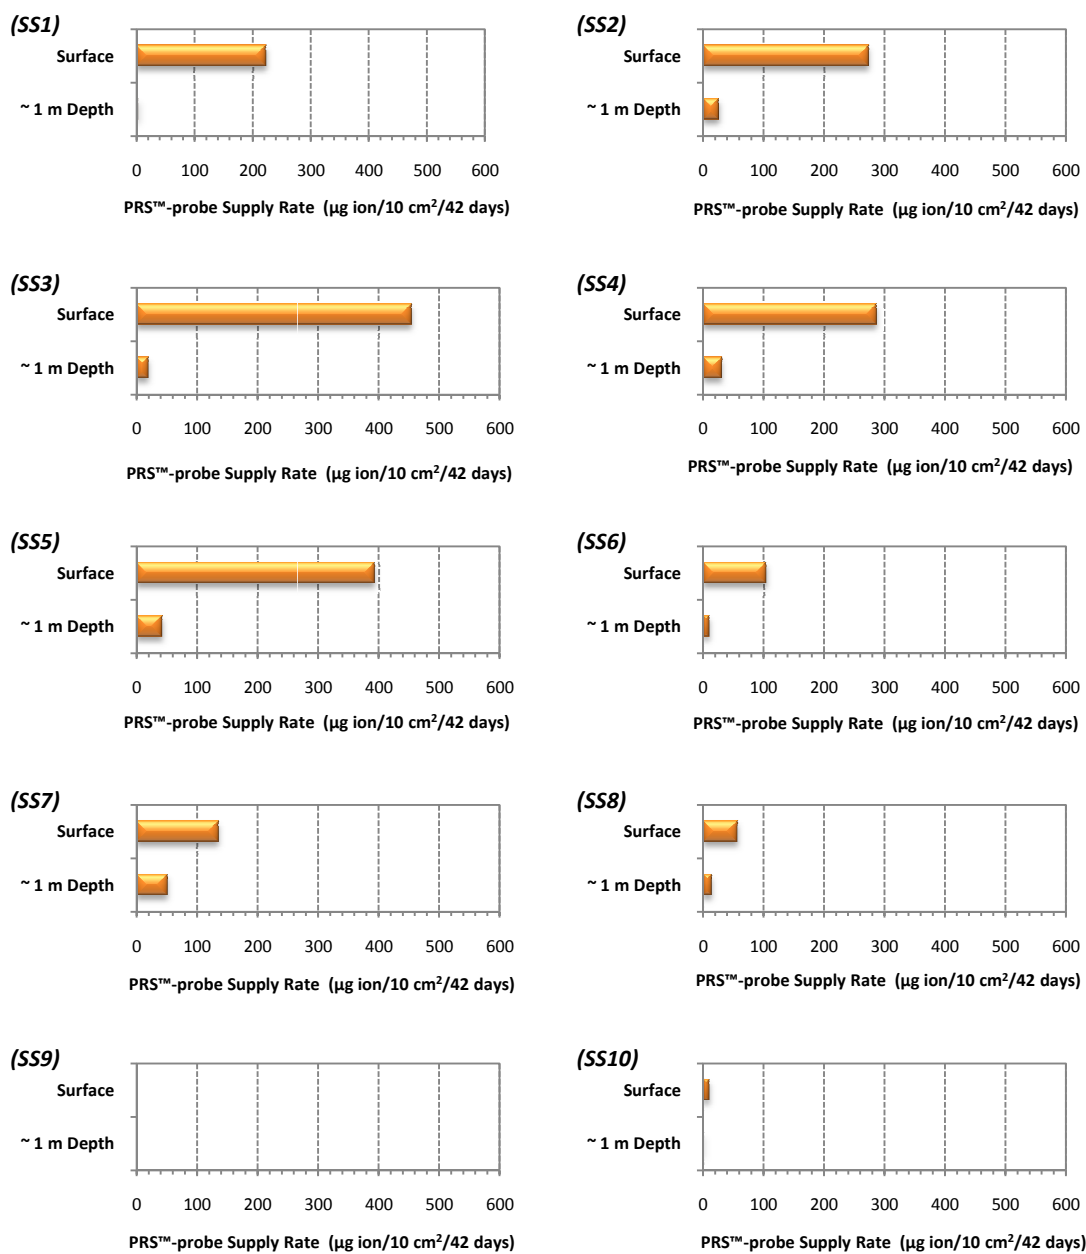 (SS1)
Surface
~ 1 m Depth
0 100 200 300 400 500 600
PRS™-probe Supply Rate (µg ion/10 cm²/42 days)
(SS2)
Surface
~ 1 m Depth
0 100 200 300 400 500 600
PRS™-probe Supply Rate (µg ion/10 cm²/42 days)
(SS3)
Surface
~ 1 m Depth
0 100 200 300 400 500 600
PRS™-probe Supply Rate (µg ion/10 cm²/42 days)
(SS4)
Surface
~ 1 m Depth
0 100 200 300 400 500 600
PRS™-probe Supply Rate (µg ion/10 cm²/42 days)
(SS5)
Surface
~ 1 m Depth
0 100 200 300 400 500 600
PRS™-probe Supply Rate (µg ion/10 cm²/42 days)
(SS6)
Surface
~ 1 m Depth
0 100 200 300 400 500 600
PRS™-probe Supply Rate (µg ion/10 cm²/42 days)
(SS7)
Surface
~ 1 m Depth
0 100 200 300 400 500 600
PRS™-probe Supply Rate (µg ion/10 cm²/42 days)
(SS8)
Surface
~ 1 m Depth
0 100 200 300 400 500 600
PRS™-probe Supply Rate (µg ion/10 cm²/42 days)
(SS9)
Surface
~ 1 m Depth
0 100 200 300 400 500 600
PRS™-probe Supply Rate (µg ion/10 cm²/42 days)
(SS10)
Surface
~ 1 m Depth
0 100 200 300 400 500 600
PRS™-probe Supply Rate (µg ion/10 cm²/42 days)